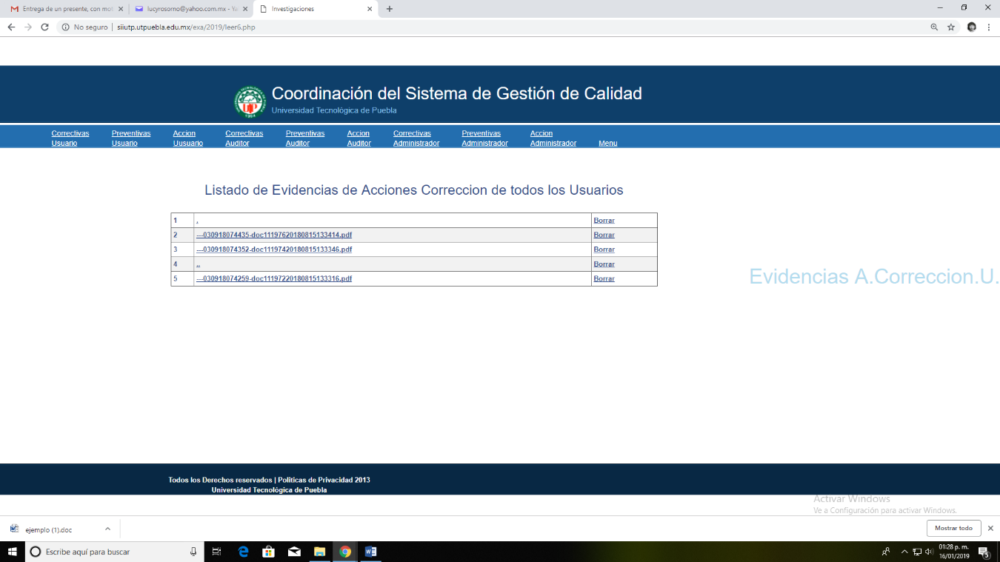 Entrega de un presente, con mot
lucyrosorno@yahoo.com.mx - Ya
Investigaciones
No seguro | siiutp.utpuebla.edu.mx/exa/2019/leer6.php
Coordinación del Sistema de Gestión de Calidad
Universidad Tecnológica de Puebla
Correctivas Usuario
Preventivas Usuario
Accion Uusuario
Correctivas Auditor
Preventivas Auditor
Accion Auditor
Correctivas Administrador
Preventivas Administrador
Accion Administrador
Menu
Listado de Evidencias de Acciones Correccion de todos los Usuarios
1 . Borrar
2 ---030918074435-doc11197620180815133414.pdf Borrar
3 ---030918074352-doc11197420180815133346.pdf Borrar
4 .. Borrar
5 ---030918074259-doc11197220180815133316.pdf Borrar
Evidencias A.Correccion.U.
Todos los Derechos reservados | Politicas de Privacidad 2013
Universidad Tecnológica de Puebla
Activar Windows
Ve a Configuración para activar Windows.
ejemplo (1).doc
Mostrar todo
Escribe aquí para buscar
01:28 p. m.
16/01/2019
5